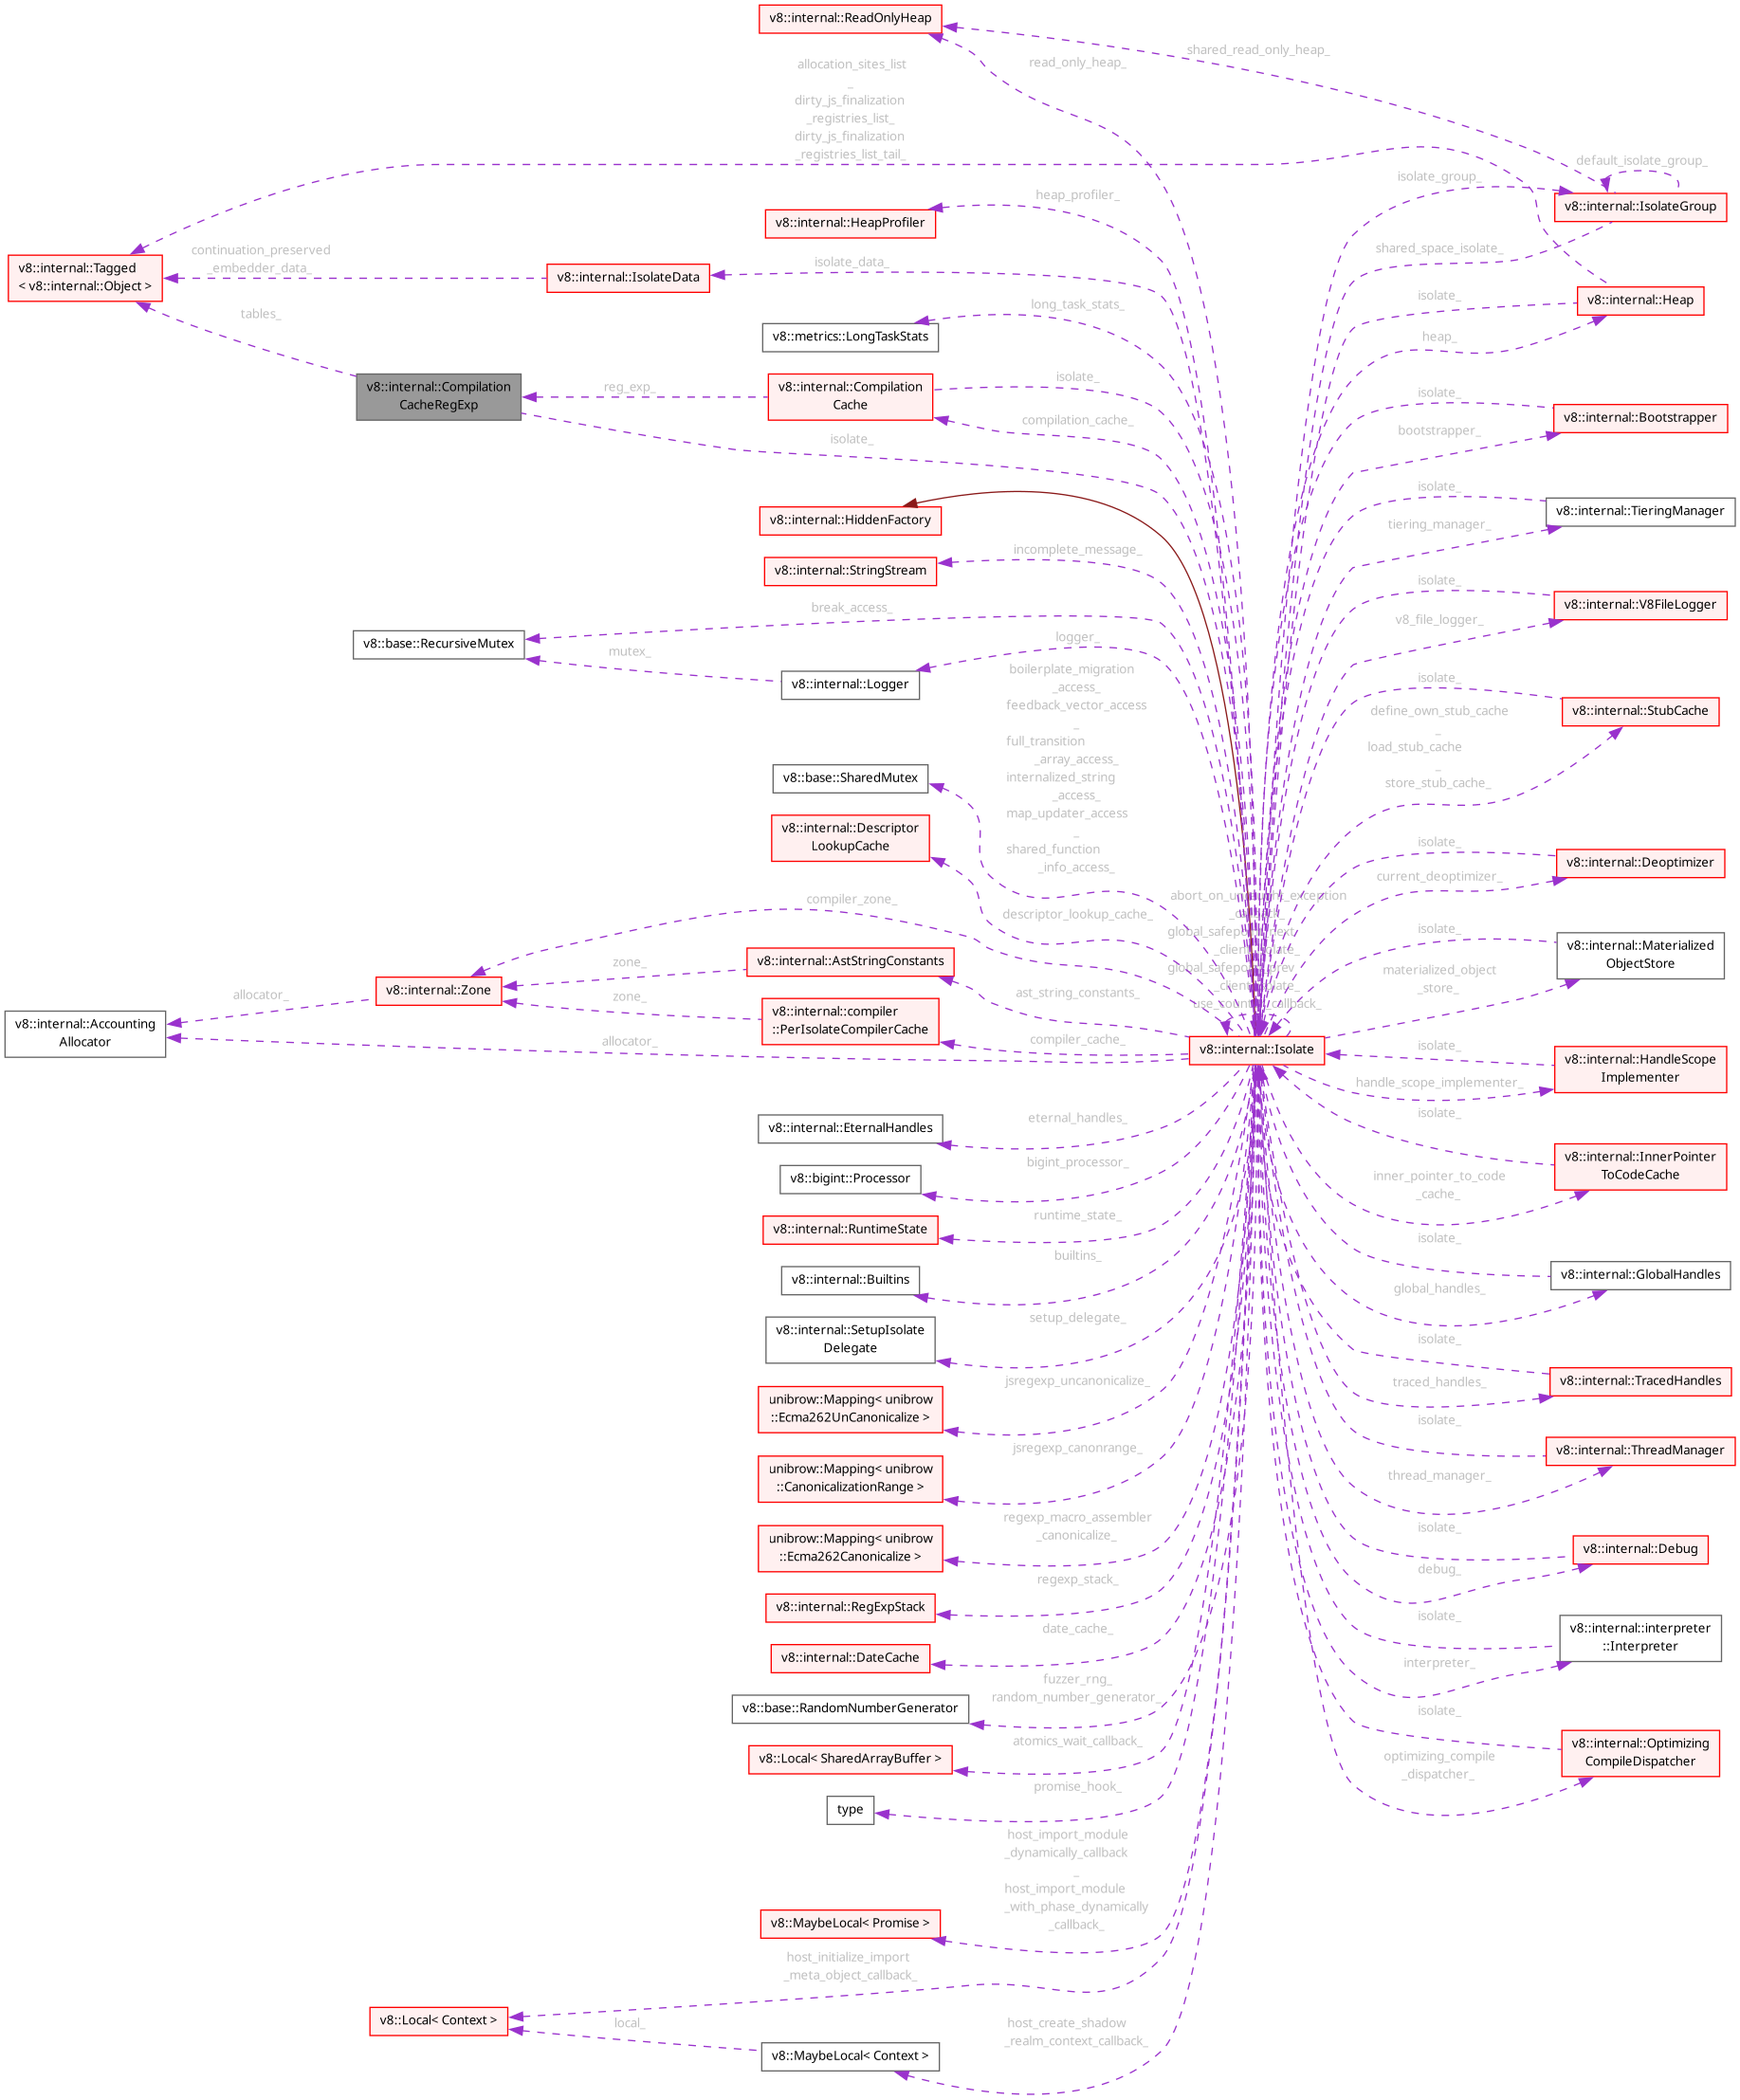 v8::internal::ReadOnlyHeap
shared_read_only_heap_
read_only_heap_
allocation_sites_list
_
dirty_js_finalization
_registries_list_
dirty_js_finalization
_registries_list_tail_
default_isolate_group_
isolate_group_
v8::internal::IsolateGroup
heap_profiler_
v8::internal::HeapProfiler
shared_space_isolate_
continuation_preserved
_embedder_data_
v8::internal::Tagged
< v8::internal::Object >
v8::internal::IsolateData
isolate_data_
isolate_
v8::internal::Heap
tables_
long_task_stats_
v8::metrics::LongTaskStats
heap_
v8::internal::Compilation
CacheRegExp
reg_exp_
v8::internal::Compilation
Cache
isolate_
compilation_cache_
isolate_
isolate_
v8::internal::Bootstrapper
bootstrapper_
v8::internal::HiddenFactory
isolate_
v8::internal::TieringManager
tiering_manager_
incomplete_message_
v8::internal::StringStream
isolate_
v8::internal::V8FileLogger
v8_file_logger_
break_access_
v8::base::RecursiveMutex
mutex_
logger_
v8::internal::Logger
boilerplate_migration
_access_
feedback_vector_access
_
full_transition
_array_access_
internalized_string
_access_
map_updater_access
_
shared_function
_info_access_
isolate_
v8::internal::StubCache
define_own_stub_cache
_
load_stub_cache
_
store_stub_cache_
v8::base::SharedMutex
v8::internal::Descriptor
LookupCache
descriptor_lookup_cache_
isolate_
v8::internal::Deoptimizer
current_deoptimizer_
compiler_zone_
abort_on_uncaught_exception
_callback_
global_safepoint_next
_client_isolate_
global_safepoint_prev
_client_isolate_
use_counter_callback_
isolate_
v8::internal::Materialized
ObjectStore
materialized_object
_store_
zone_
v8::internal::AstStringConstants
ast_string_constants_
allocator_
v8::internal::Zone
zone_
v8::internal::compiler
::PerIsolateCompilerCache
compiler_cache_
v8::internal::Accounting
Allocator
allocator_
v8::internal::Isolate
isolate_
v8::internal::HandleScope
Implementer
handle_scope_implementer_
eternal_handles_
v8::internal::EternalHandles
isolate_
v8::internal::InnerPointer
ToCodeCache
inner_pointer_to_code
_cache_
bigint_processor_
v8::bigint::Processor
runtime_state_
v8::internal::RuntimeState
isolate_
v8::internal::GlobalHandles
global_handles_
builtins_
v8::internal::Builtins
setup_delegate_
v8::internal::SetupIsolate
Delegate
isolate_
v8::internal::TracedHandles
traced_handles_
jsregexp_uncanonicalize_
unibrow::Mapping< unibrow
::Ecma262UnCanonicalize >
isolate_
v8::internal::ThreadManager
thread_manager_
jsregexp_canonrange_
unibrow::Mapping< unibrow
::CanonicalizationRange >
regexp_macro_assembler
_canonicalize_
unibrow::Mapping< unibrow
::Ecma262Canonicalize >
isolate_
v8::internal::Debug
debug_
regexp_stack_
v8::internal::RegExpStack
isolate_
v8::internal::interpreter
::Interpreter
interpreter_
date_cache_
v8::internal::DateCache
fuzzer_rng_
random_number_generator_
v8::base::RandomNumberGenerator
isolate_
v8::internal::Optimizing
CompileDispatcher
optimizing_compile
_dispatcher_
atomics_wait_callback_
v8::Local< SharedArrayBuffer >
promise_hook_
type
host_import_module
_dynamically_callback
_
host_import_module
_with_phase_dynamically
_callback_
v8::MaybeLocal< Promise >
host_initialize_import
_meta_object_callback_
v8::Local< Context >
local_
host_create_shadow
_realm_context_callback_
v8::MaybeLocal< Context >